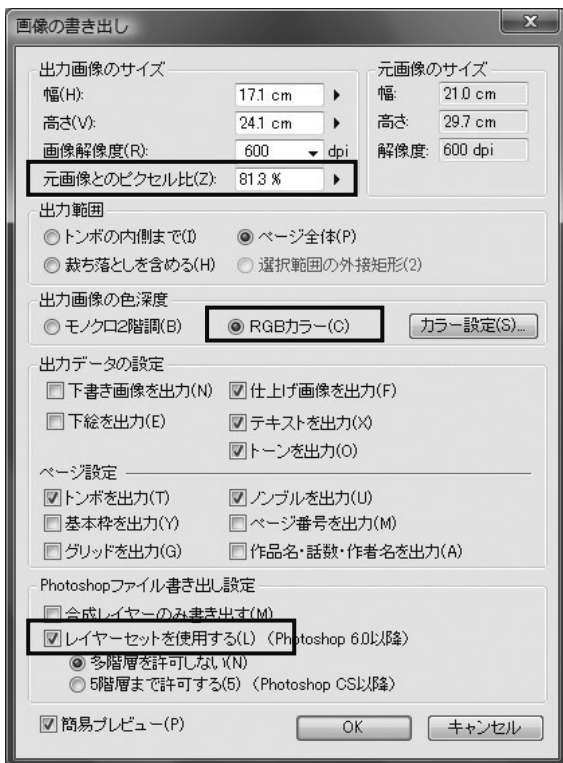 画像の書き出し
出力画像のサイズ
幅(H): 17.1 cm
高さ(V): 24.1 cm
画像解像度(R): 600 dpi
元画像とのピクセル比(Z): 81.3 %
元画像のサイズ
幅: 21.0 cm
高さ: 29.7 cm
解像度: 600 dpi
出力範囲
トンボの内側まで(I) ページ全体(P)
裁ち落としを含める(H) 選択範囲の外接矩形(2)
出力画像の色深度
モノクロ2階調(B) RGBカラー(C) カラー設定(S)...
出力データの設定
下書き画像を出力(N) 仕上げ画像を出力(F)
下絵を出力(E) テキストを出力(X)
トーンを出力(O)
ページ設定
トンボを出力(T) ノンブルを出力(U)
基本枠を出力(Y) ページ番号を出力(M)
グリッドを出力(G) 作品名・話数・作者名を出力(A)
Photoshopファイル書き出し設定
合成レイヤーのみ書き出す(M)
レイヤーセットを使用する(L) (Photoshop 6.0以降)
多階層を許可しない(N)
5階層まで許可する(5) (Photoshop CS以降)
簡易プレビュー(P) OK キャンセル